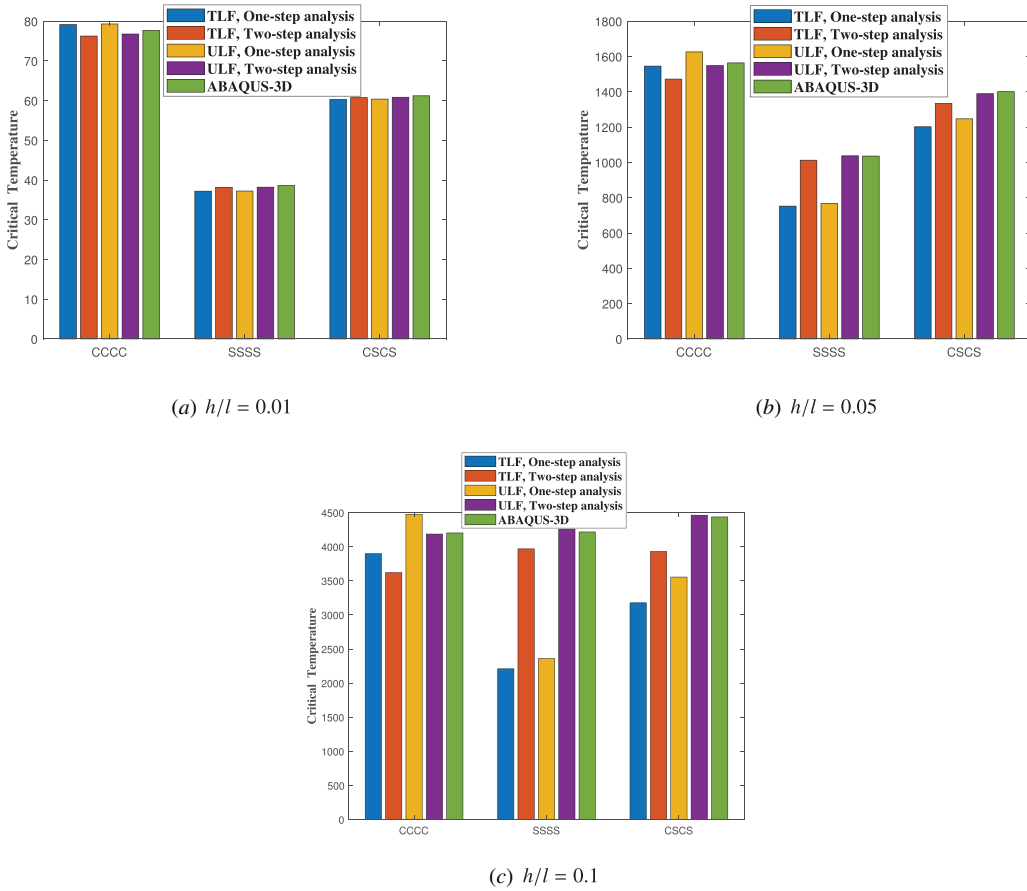 TLF, One-step analysis
TLF, Two-step analysis
ULF, One-step analysis
ULF, Two-step analysis
ABAQUS-3D
Critical Temperature
80
70
60
50
40
30
20
10
0
CCCC SSSS CSCS
(a) h/l = 0.01
TLF, One-step analysis
TLF, Two-step analysis
ULF, One-step analysis
ULF, Two-step analysis
ABAQUS-3D
Critical Temperature
1800
1600
1400
1200
1000
800
600
400
200
0
CCCC SSSS CSCS
(b) h/l = 0.05
TLF, One-step analysis
TLF, Two-step analysis
ULF, One-step analysis
ULF, Two-step analysis
ABAQUS-3D
Critical Temperature
4500
4000
3500
3000
2500
2000
1500
1000
500
0
CCCC SSSS CSCS
(c) h/l = 0.1